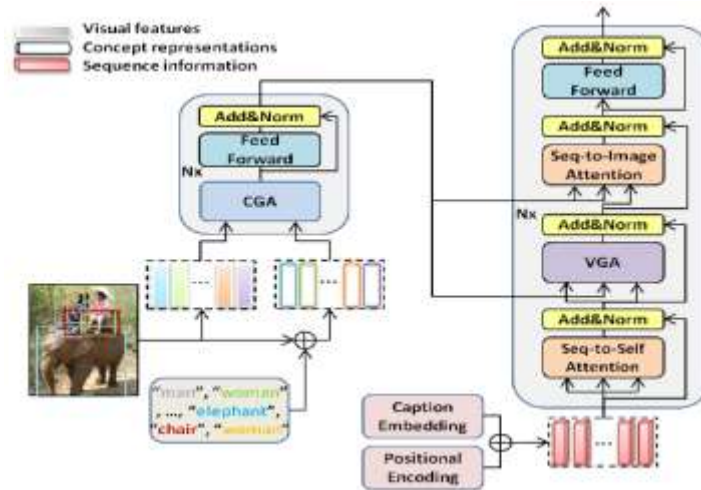 Visual features
Concept representations
Sequence information
Add&Norm
Feed
Forward
Nx
CGA
"man", "woman"
, ..., "elephant",
"chair", "woman"
Add&Norm
Feed
Forward
Add&Norm
Seq-to-Image
Attention
Nx
Add&Norm
VGA
Add&Norm
Seq-to-Self
Attention
Caption
Embedding
Positional
Encoding
...
...
...